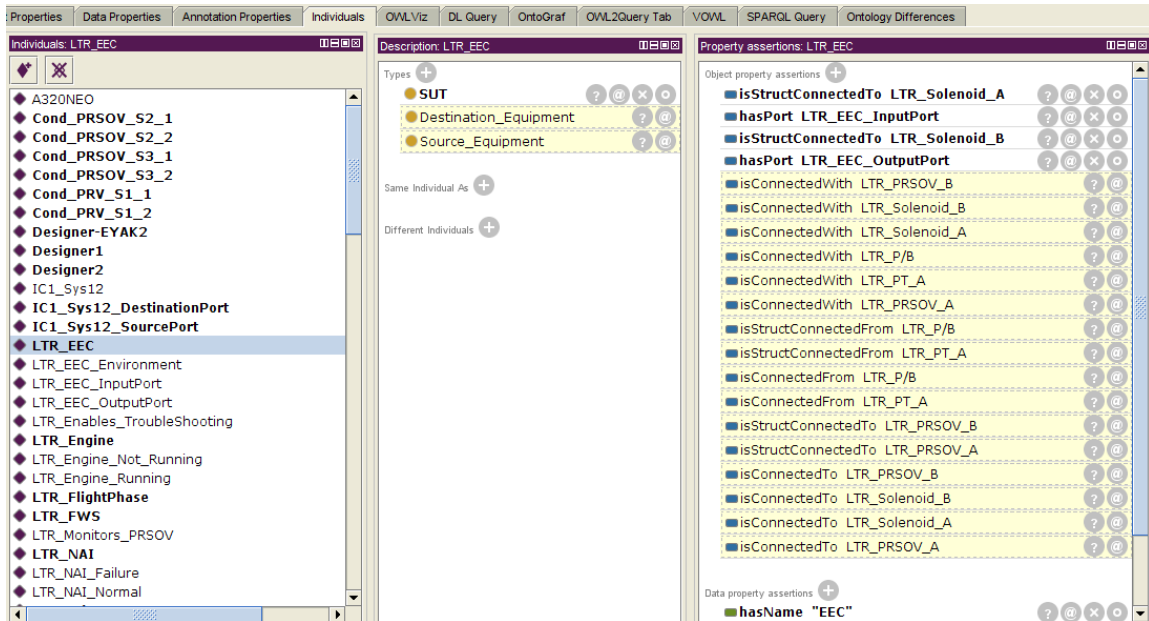 Properties Data Properties Annotation Properties Individuals OWLViz DL Query OntoGraf OWL2Query Tab VOWL SPARQL Query Ontology Differences
Individuals: LTR_EEC
A320NEO
Cond_PRSOV_S2_1
Cond_PRSOV_S2_2
Cond_PRSOV_S3_1
Cond_PRSOV_S3_2
Cond_PRV_S1_1
Cond_PRV_S1_2
Designer-EYAK2
Designer1
Designer2
IC1_Sys12
IC1_Sys12_DestinationPort
IC1_Sys12_SourcePort
LTR_EEC
LTR_EEC_Environment
LTR_EEC_InputPort
LTR_EEC_OutputPort
LTR_Enables_TroubleShooting
LTR_Engine
LTR_Engine_Not_Running
LTR_Engine_Running
LTR_FlightPhase
LTR_FWS
LTR_Monitors_PRSOV
LTR_NAI
LTR_NAI_Failure
LTR_NAI_Normal
Description: LTR_EEC
Types
SUT
Destination_Equipment
Source_Equipment
Same Individual As
Different Individuals
Property assertions: LTR_EEC
Object property assertions
isStructConnectedTo LTR_Solenoid_A
hasPort LTR_EEC_InputPort
isStructConnectedTo LTR_Solenoid_B
hasPort LTR_EEC_OutputPort
isConnectedWith LTR_PRSOV_B
isConnectedWith LTR_Solenoid_B
isConnectedWith LTR_Solenoid_A
isConnectedWith LTR_P/B
isConnectedWith LTR_PT_A
isConnectedWith LTR_PRSOV_A
isStructConnectedFrom LTR_P/B
isStructConnectedFrom LTR_PT_A
isConnectedFrom LTR_P/B
isConnectedFrom LTR_PT_A
isStructConnectedTo LTR_PRSOV_B
isStructConnectedTo LTR_PRSOV_A
isConnectedTo LTR_PRSOV_B
isConnectedTo LTR_Solenoid_B
isConnectedTo LTR_Solenoid_A
isConnectedTo LTR_PRSOV_A
Data property assertions
hasName "EEC"